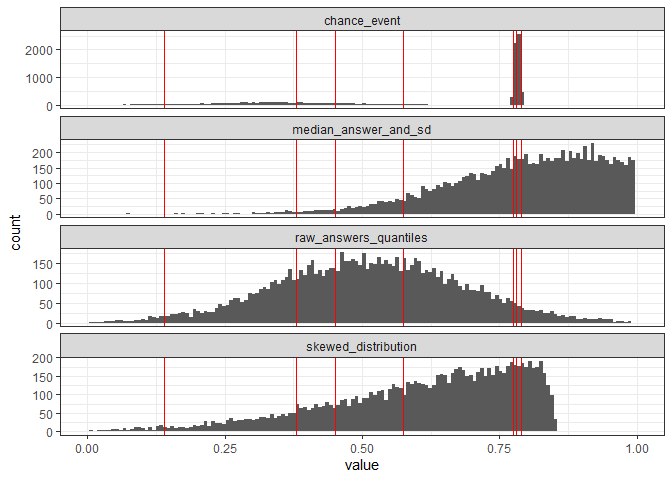 chance_event
2000
1000
0
median_answer_and_sd
200
150
100
50
0
count
raw_answers_quantiles
150
100
50
0
skewed_distribution
200
150
100
50
0
0.00 0.25 0.50 0.75 1.00
value